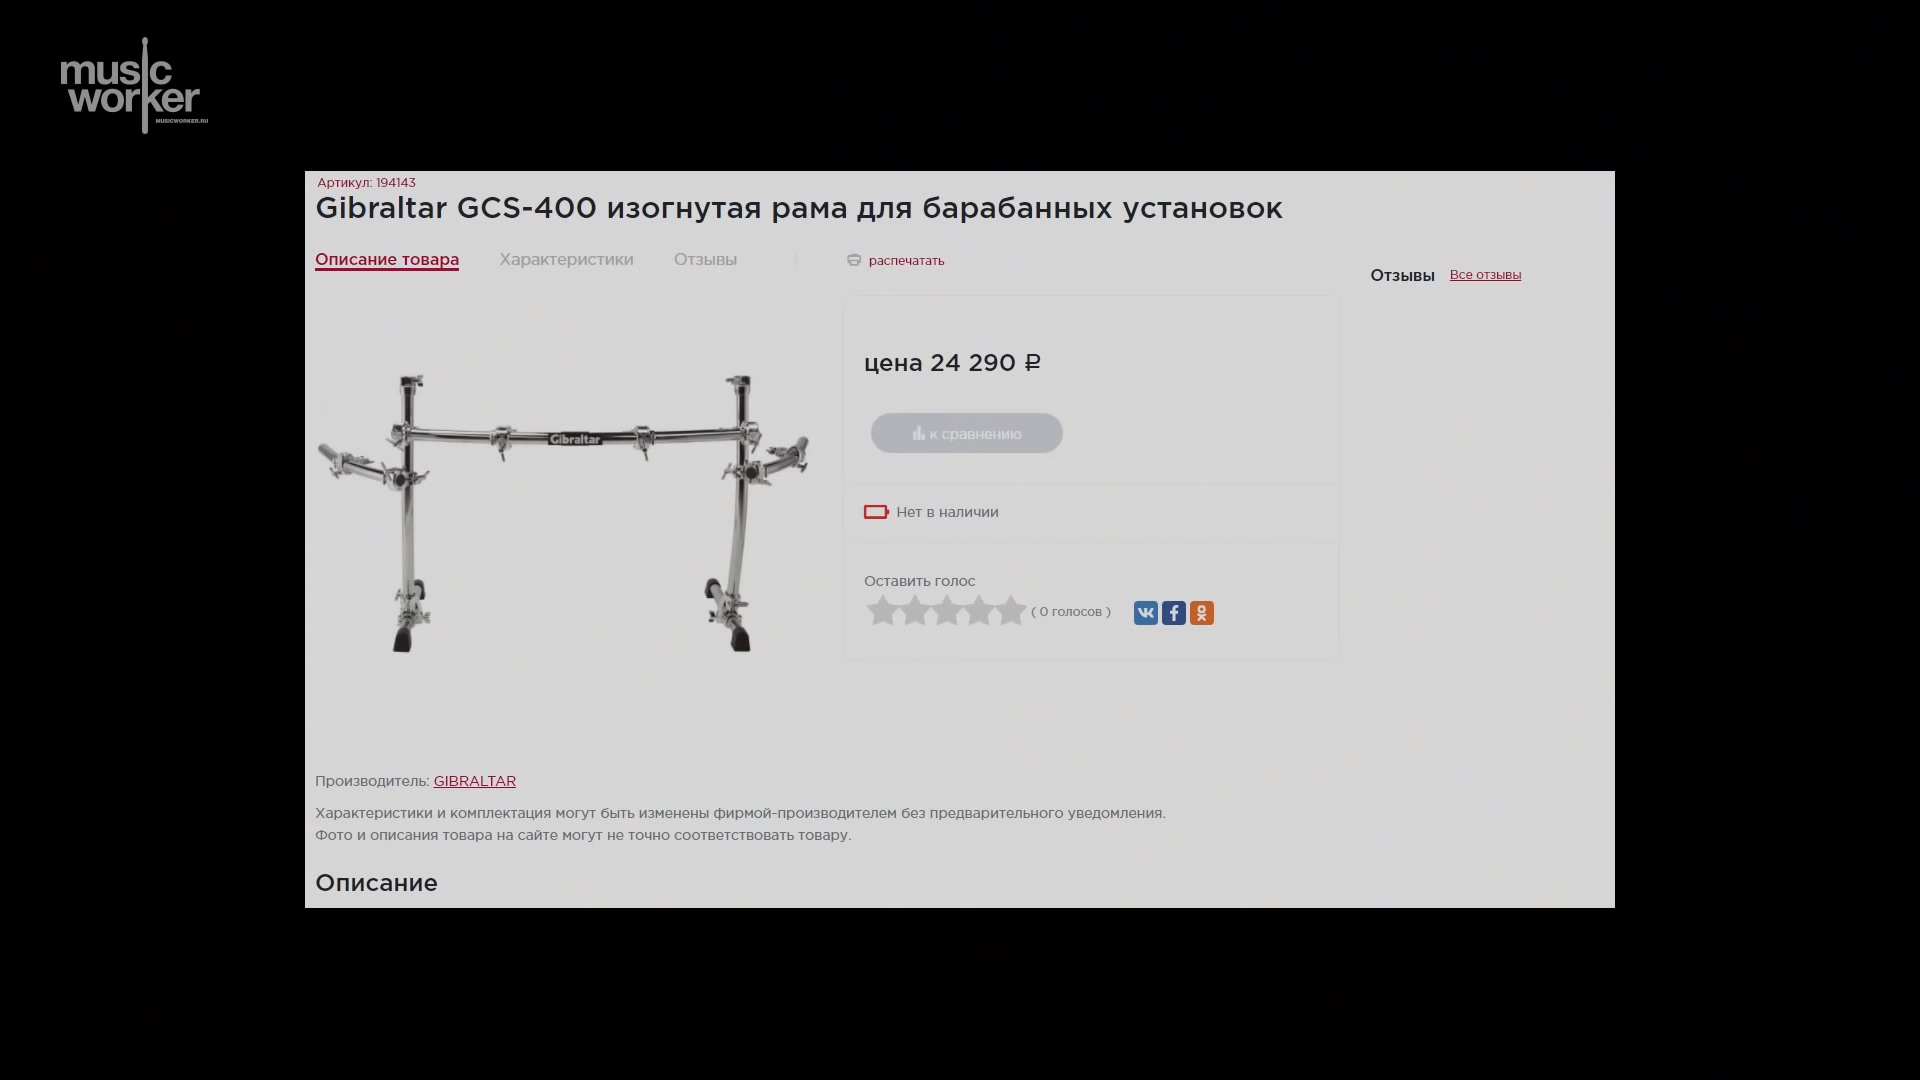 music
worker
MUSICWORKER.RU
Артикул: 194143
Gibraltar GCS-400 изогнутая рама для барабанных установок
Описание товара Характеристики Отзывы распечатать
Отзывы Все отзывы
цена 24 290 ₽
Gibraltar
к сравнению
Нет в наличии
Оставить голос
( 0 голосов )
Производитель: GIBRALTAR
Характеристики и комплектация могут быть изменены фирмой-производителем без предварительного уведомления.
Фото и описания товара на сайте могут не точно соответствовать товару.
Описание